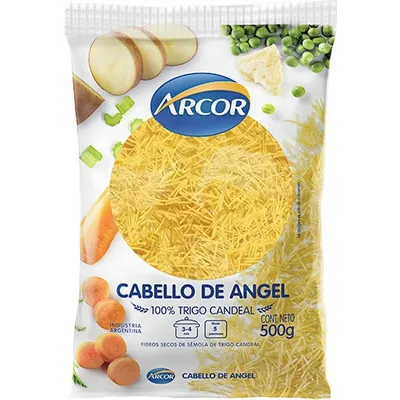 ARCOR
CABELLO DE ANGEL
100% TRIGO CANDEAL
3-4
5
INDUSTRIA
ARGENTINA
CONT. NETO
500g
FIDEOS SECOS DE SÉMOLA DE TRIGO CANDEAL
ARCOR CABELLO DE ANGEL